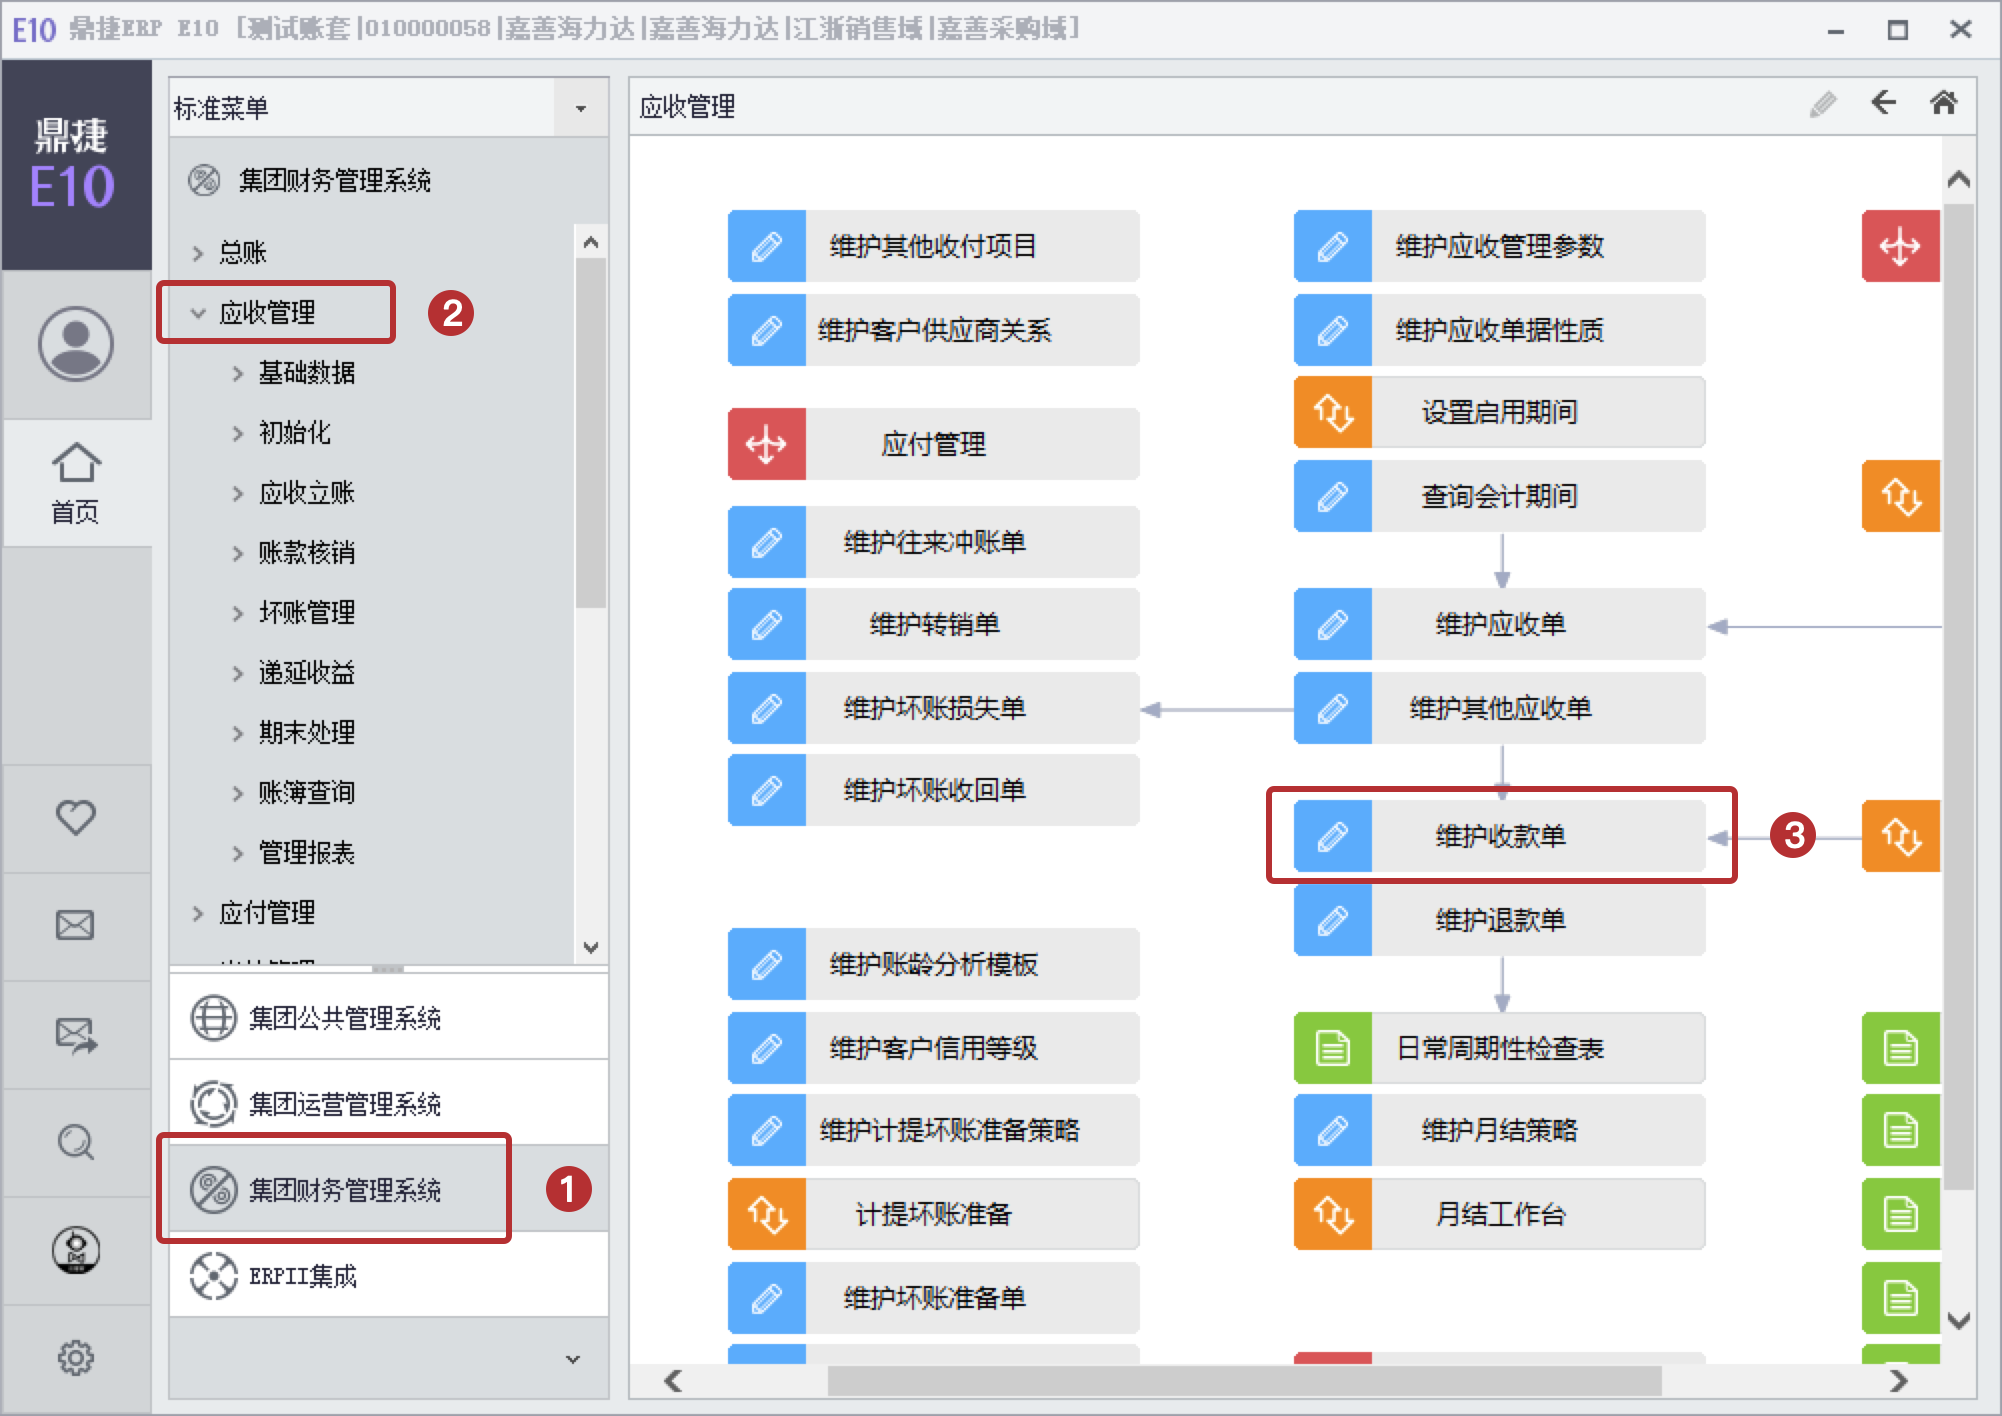 E10 鼎捷ERP E10 [测试账套|010000058|嘉善海力达|嘉善海力达|江浙销售域|嘉善采购域]
鼎捷
E10
首页
标准菜单
集团财务管理系统
总账
应收管理
2
基础数据
初始化
应收立账
账款核销
坏账管理
递延收益
期末处理
账簿查询
管理报表
应付管理
集团公共管理系统
集团运营管理系统
集团财务管理系统
1
ERPII集成
应收管理
维护其他收付项目
维护客户供应商关系
应付管理
维护往来冲账单
维护转销单
维护坏账损失单
维护坏账收回单
维护账龄分析模板
维护客户信用等级
维护计提坏账准备策略
计提坏账准备
维护坏账准备单
维护应收管理参数
维护应收单据性质
设置启用期间
查询会计期间
维护应收单
维护其他应收单
维护收款单
3
维护退款单
日常周期性检查表
维护月结策略
月结工作台